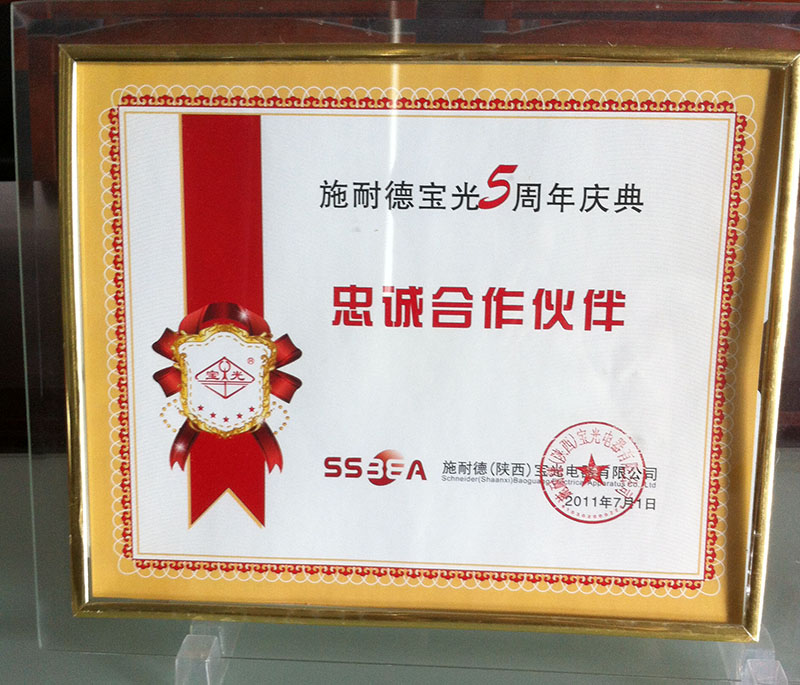 施耐德宝光5周年庆典
忠诚合作伙伴
宝光®
SSBEA 施耐德(陕西)宝光电器有限公司
Schneider(Shaanxi)Baoguang Electrical Apparatus Co., Ltd
2011年7月1日